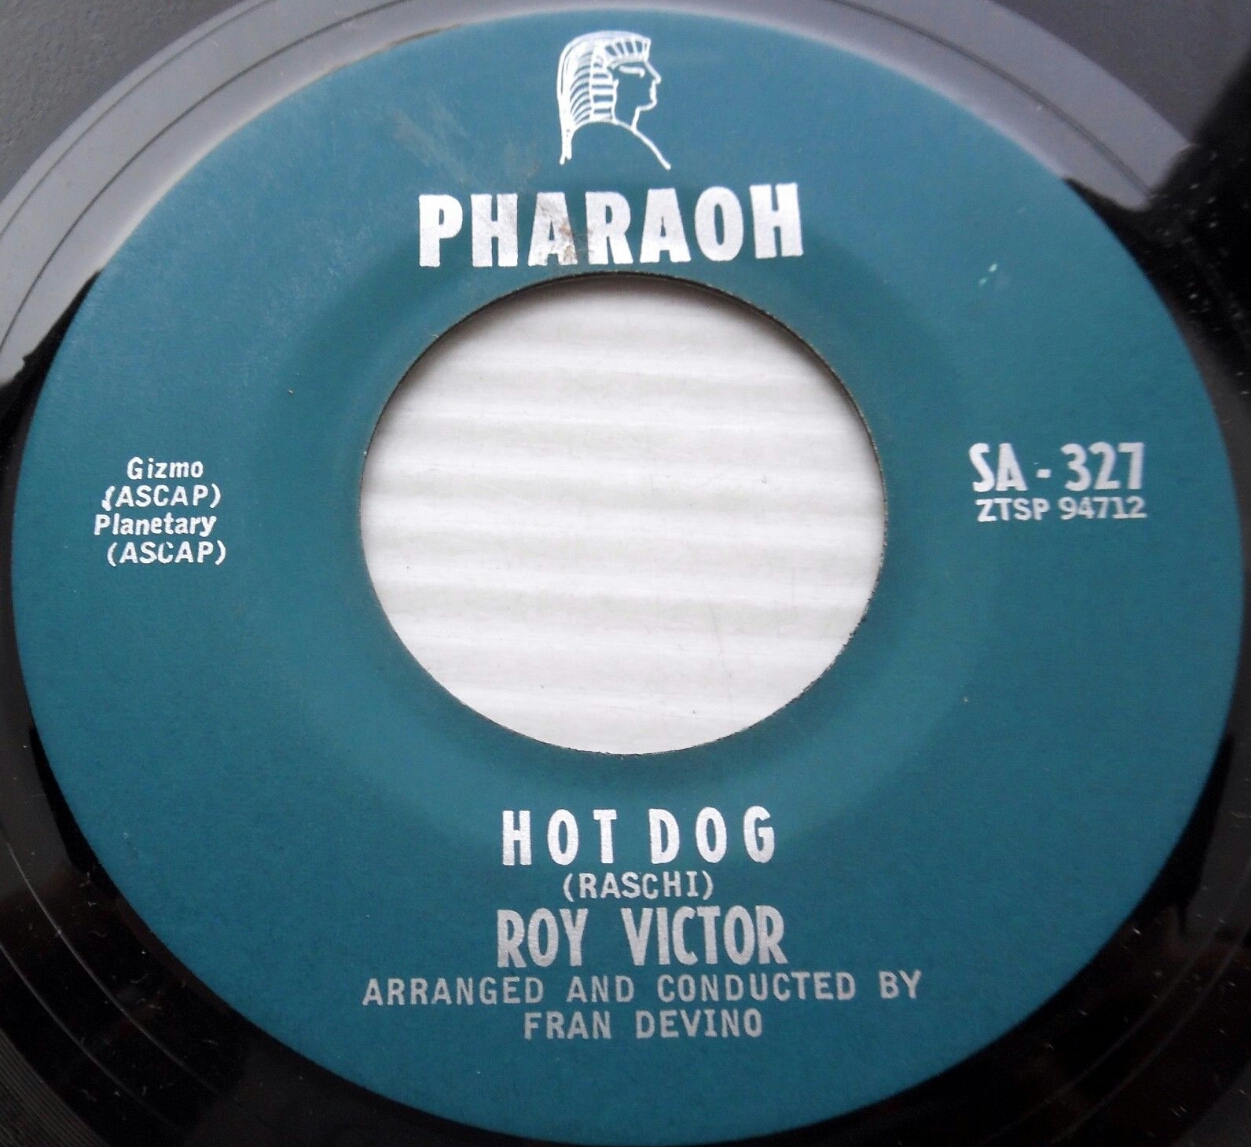 PHARAOH
Gizmo
(ASCAP)
Planetary
(ASCAP)
SA - 327
ZTSP 94712
HOT DOG
(RASCHI)
ROY VICTOR
ARRANGED AND CONDUCTED BY
FRAN DEVINO